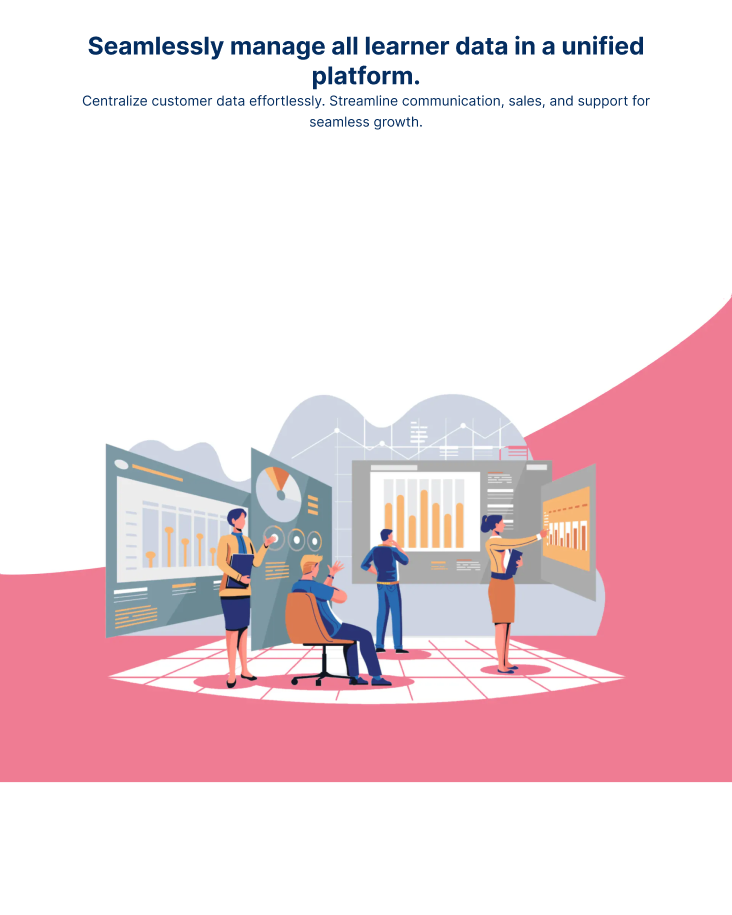 Seamlessly manage all learner data in a unified
platform.
Centralize customer data effortlessly. Streamline communication, sales, and support for
seamless growth.